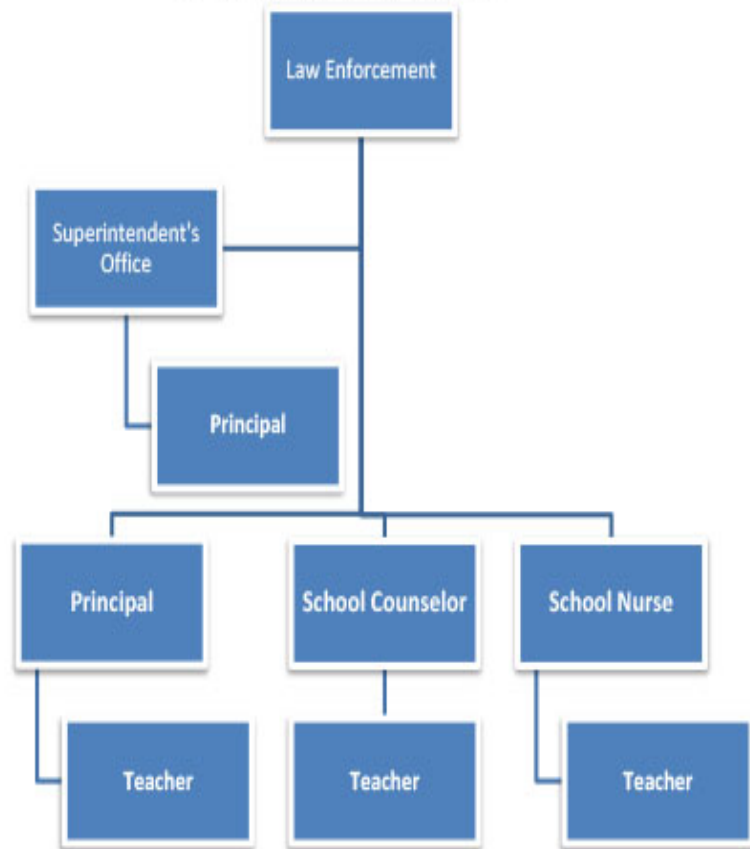 Law Enforcement
Superintendent's
Office
Principal
Principal
School Counselor
School Nurse
Teacher
Teacher
Teacher